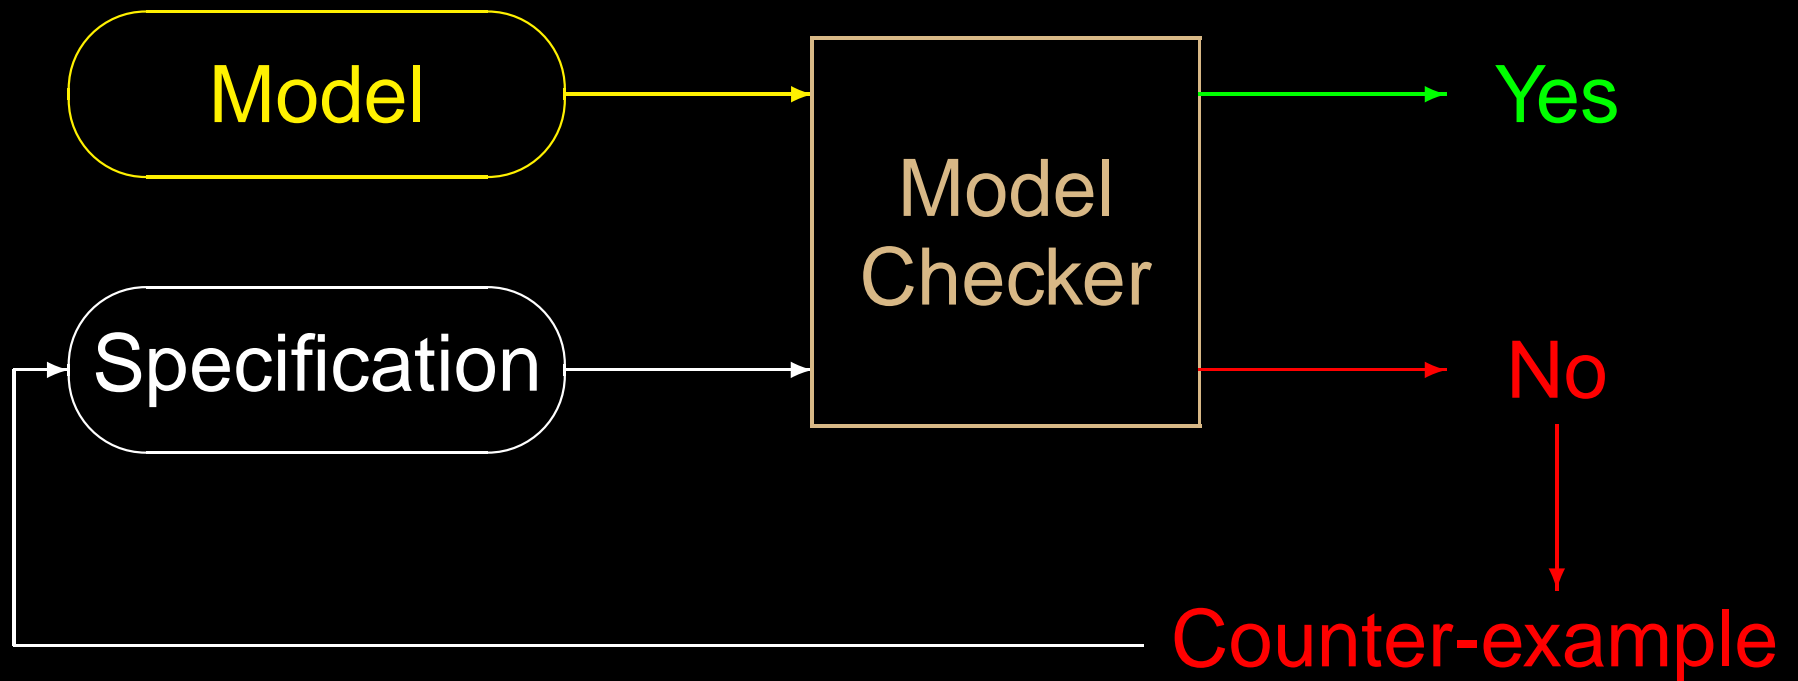 Model
Yes
Model
Checker
Specification
No
Counter-example